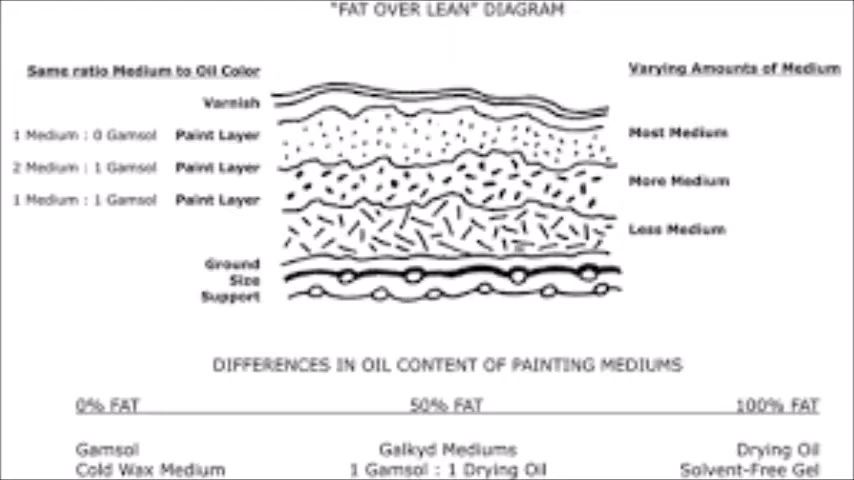 "FAT OVER LEAN" DIAGRAM
Same ratio Medium to Oil Color
Varying Amounts of Medium
Varnish
1 Medium : 0 Gamsol Paint Layer
Most Medium
2 Medium : 1 Gamsol Paint Layer
More Medium
1 Medium : 1 Gamsol Paint Layer
Less Medium
Ground
Size
Support
DIFFERENCES IN OIL CONTENT OF PAINTING MEDIUMS
0% FAT 50% FAT 100% FAT
Gamsol Galkyd Mediums Drying Oil
Cold Wax Medium 1 Gamsol : 1 Drying Oil Solvent-Free Gel